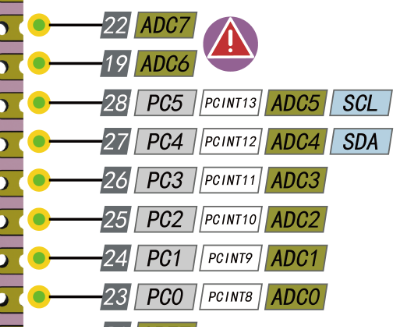 22 ADC7
19 ADC6
28 PC5 PCINT13 ADC5 SCL
27 PC4 PCINT12 ADC4 SDA
26 PC3 PCINT11 ADC3
25 PC2 PCINT10 ADC2
24 PC1 PCINT9 ADC1
23 PC0 PCINT8 ADC0